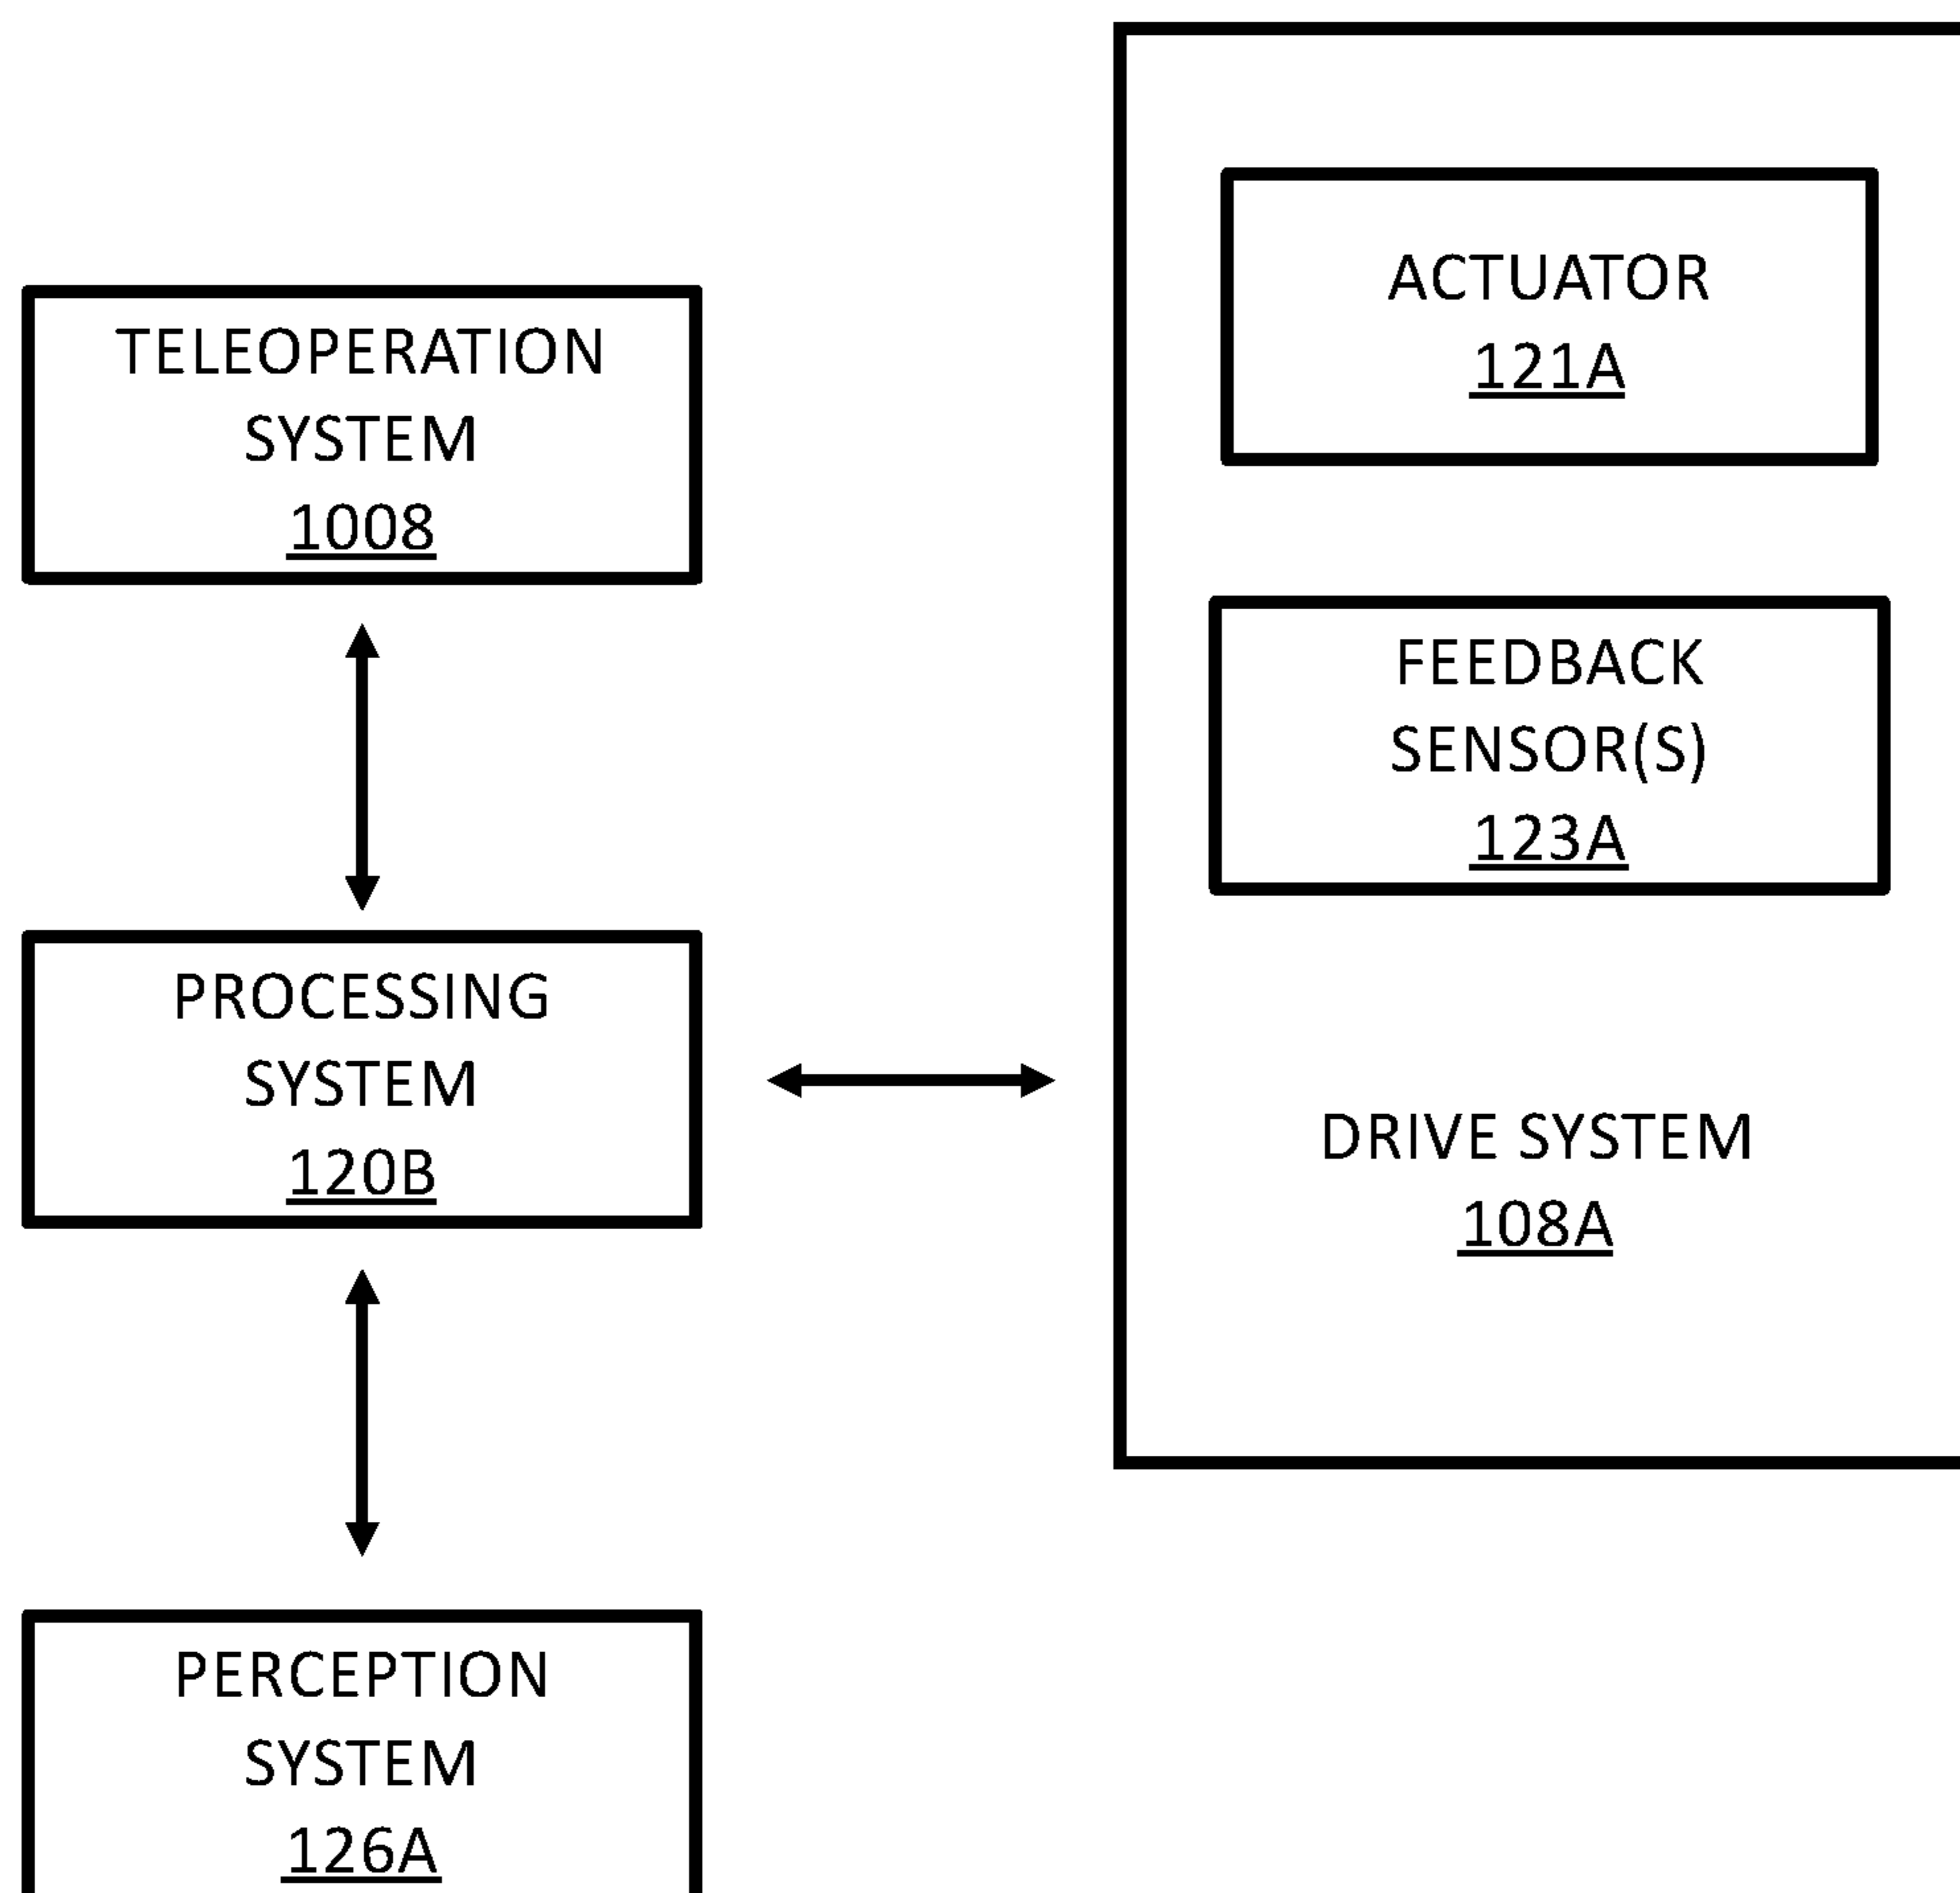 TELEOPERATION
SYSTEM
1008
PROCESSING
SYSTEM
120B
PERCEPTION
SYSTEM
126A
ACTUATOR
121A
FEEDBACK
SENSOR(S)
123A
DRIVE SYSTEM
108A